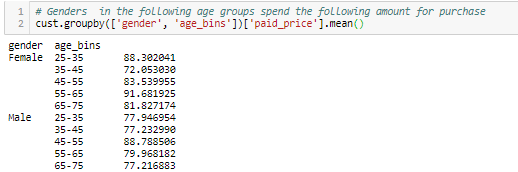 1 # Genders in the following age groups spend the following amount for purchase
2 cust.groupby(['gender', 'age_bins'])['paid_price'].mean()
gender age_bins
Female 25-35 88.302041
35-45 72.053030
45-55 83.539955
55-65 91.681925
65-75 81.827174
Male 25-35 77.946954
35-45 77.232990
45-55 88.788506
55-65 79.968182
65-75 77.216883